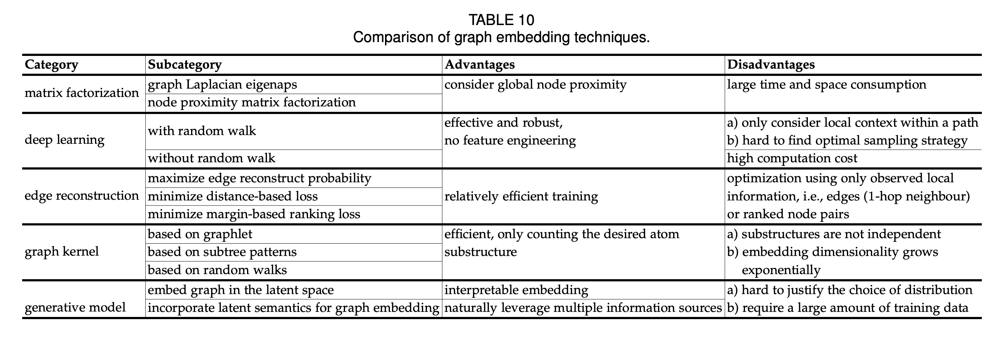 TABLE 10
Comparison of graph embedding techniques.
Category Subcategory Advantages Disadvantages
matrix factorization
graph Laplacian eigenaps
node proximity matrix factorization
consider global node proximity
large time and space consumption
deep learning
with random walk
without random walk
effective and robust,
no feature engineering
a) only consider local context within a path
b) hard to find optimal sampling strategy
high computation cost
edge reconstruction
maximize edge reconstruct probability
minimize distance-based loss
minimize margin-based ranking loss
relatively efficient training
optimization using only observed local
information, i.e., edges (1-hop neighbour)
or ranked node pairs
graph kernel
based on graphlet
based on subtree patterns
based on random walks
efficient, only counting the desired atom
substructure
a) substructures are not independent
b) embedding dimensionality grows
exponentially
generative model
embed graph in the latent space
incorporate latent semantics for graph embedding
interpretable embedding
naturally leverage multiple information sources
a) hard to justify the choice of distribution
b) require a large amount of training data